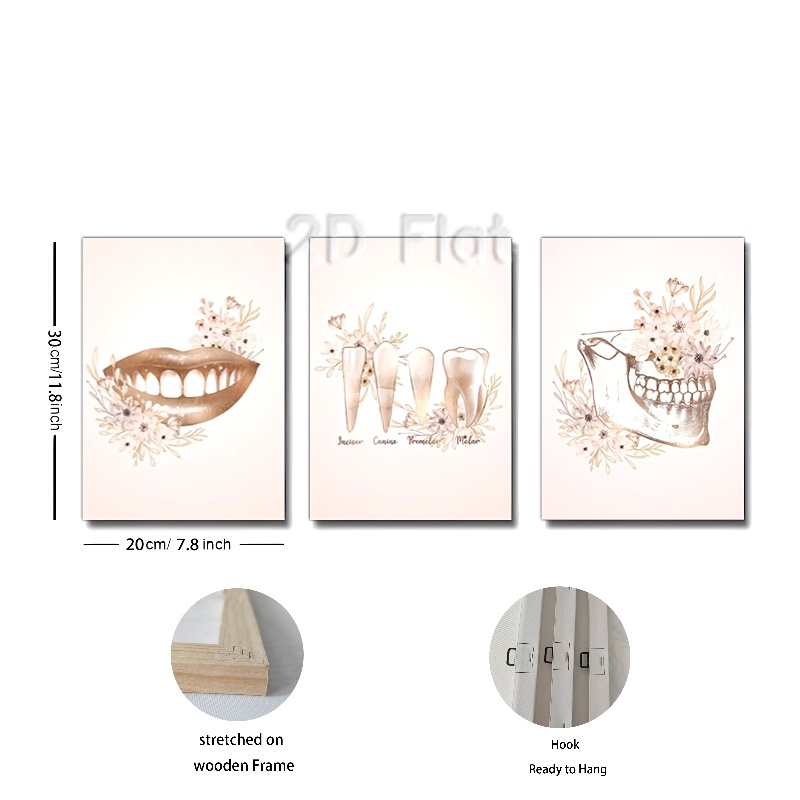 2D Flat
30cm/11.8inch
Incisor Canine Premolar Molar
20cm/ 7.8 inch
stretched on
wooden Frame
Hook
Ready to Hang